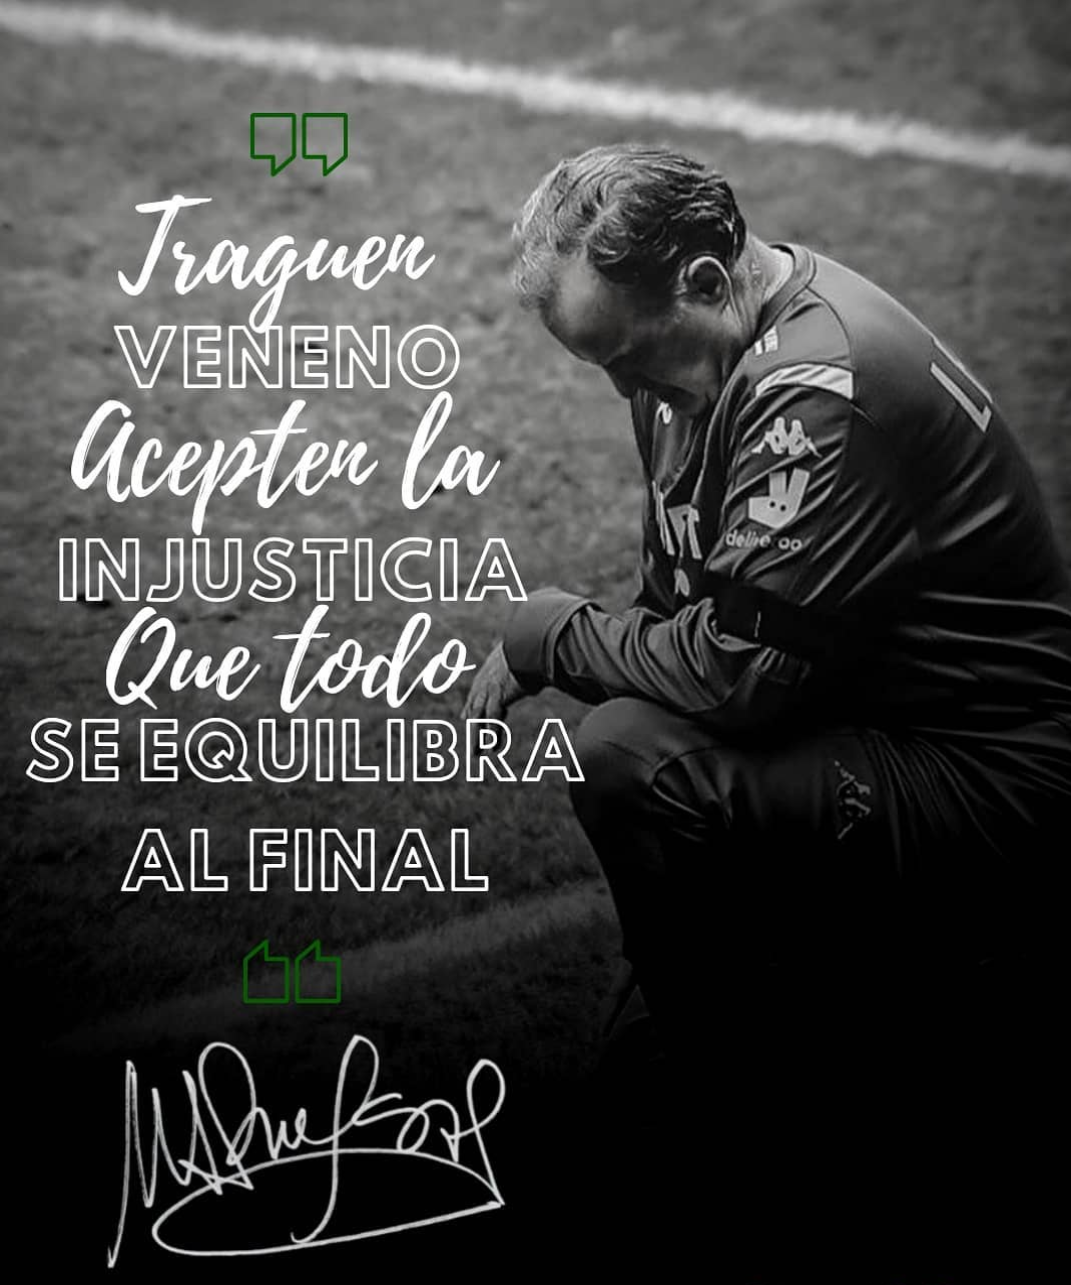 Traguen
VENENO
Acepten la
INJUSTICIA
Que todo
SE EQUILIBRA
AL FINAL